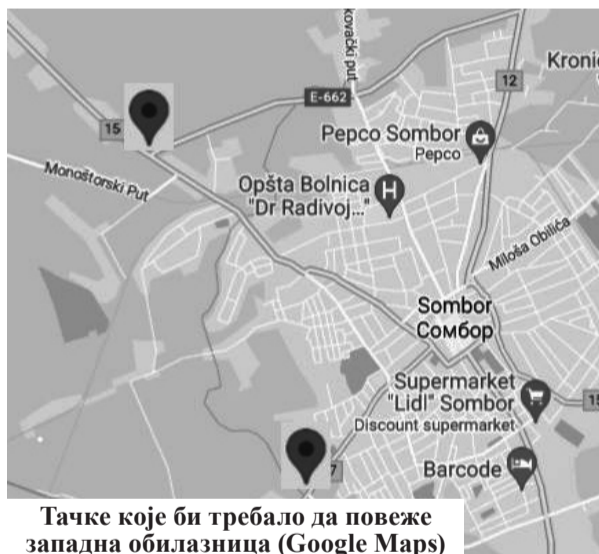 kovački put
Kronić
12
E-662
15
Pepco Sombor
Pepco
Monoštorski Put
Opšta Bolnica
"Dr Radivoj..."
H
Miloša Obilića
Sombor
Сомбор
Supermarket
"Lidl" Sombor
Discount supermarket
15
7
Barcode
Тачке које би требало да повеже
западна обилазница (Google Maps)